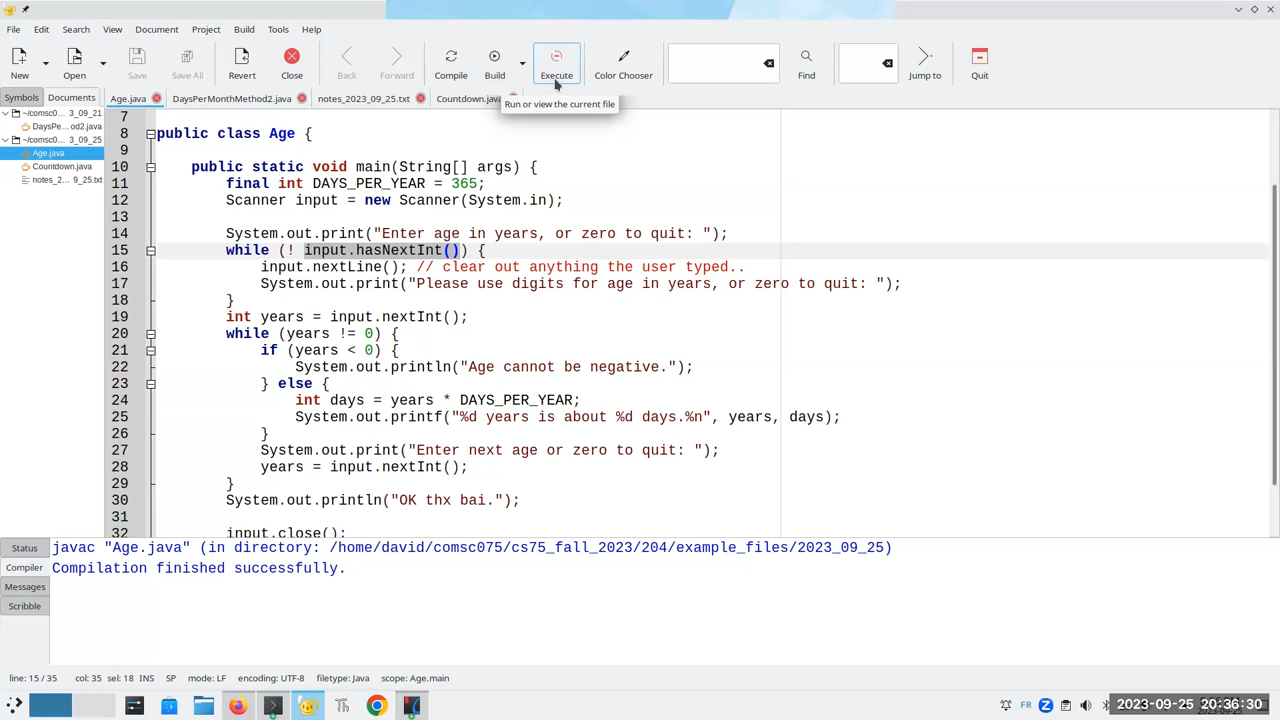 File Edit Search View Document Project Build Tools Help
New Open Save Save All Revert Close Back Forward Compile Build Execute Color Chooser Find Jump to Quit
Symbols Documents Age.java DaysPerMonthMethod2.java notes_2023_09_25.txt Countdown.java
Run or view the current file
~/comsc0... 3_09_21
DaysPe...od2.java
~/comsc0... 3_09_25
Age.java
Countdown.java
notes_2... 9_25.txt
7
8 public class Age {
9
10 public static void main(String[] args) {
11 final int DAYS_PER_YEAR = 365;
12 Scanner input = new Scanner(System.in);
13
14 System.out.print("Enter age in years, or zero to quit: ");
15 while (! input.hasNextInt()) {
16 input.nextLine(); // clear out anything the user typed..
17 System.out.print("Please use digits for age in years, or zero to quit: ");
18 }
19 int years = input.nextInt();
20 while (years != 0) {
21 if (years < 0) {
22 System.out.println("Age cannot be negative.");
23 } else {
24 int days = years * DAYS_PER_YEAR;
25 System.out.printf("%d years is about %d days.%n", years, days);
26 }
27 System.out.print("Enter next age or zero to quit: ");
28 years = input.nextInt();
29 }
30 System.out.println("OK thx bai.");
31
32 input.close();
Status
Compiler
Messages
Scribble
javac "Age.java" (in directory: /home/david/comsc075/cs75_fall_2023/204/example_files/2023_09_25)
Compilation finished successfully.
line: 15 / 35 col: 35 sel: 18 INS SP mode: LF encoding: UTF-8 filetype: Java scope: Age.main
FR 2023-09-25 20:36:30